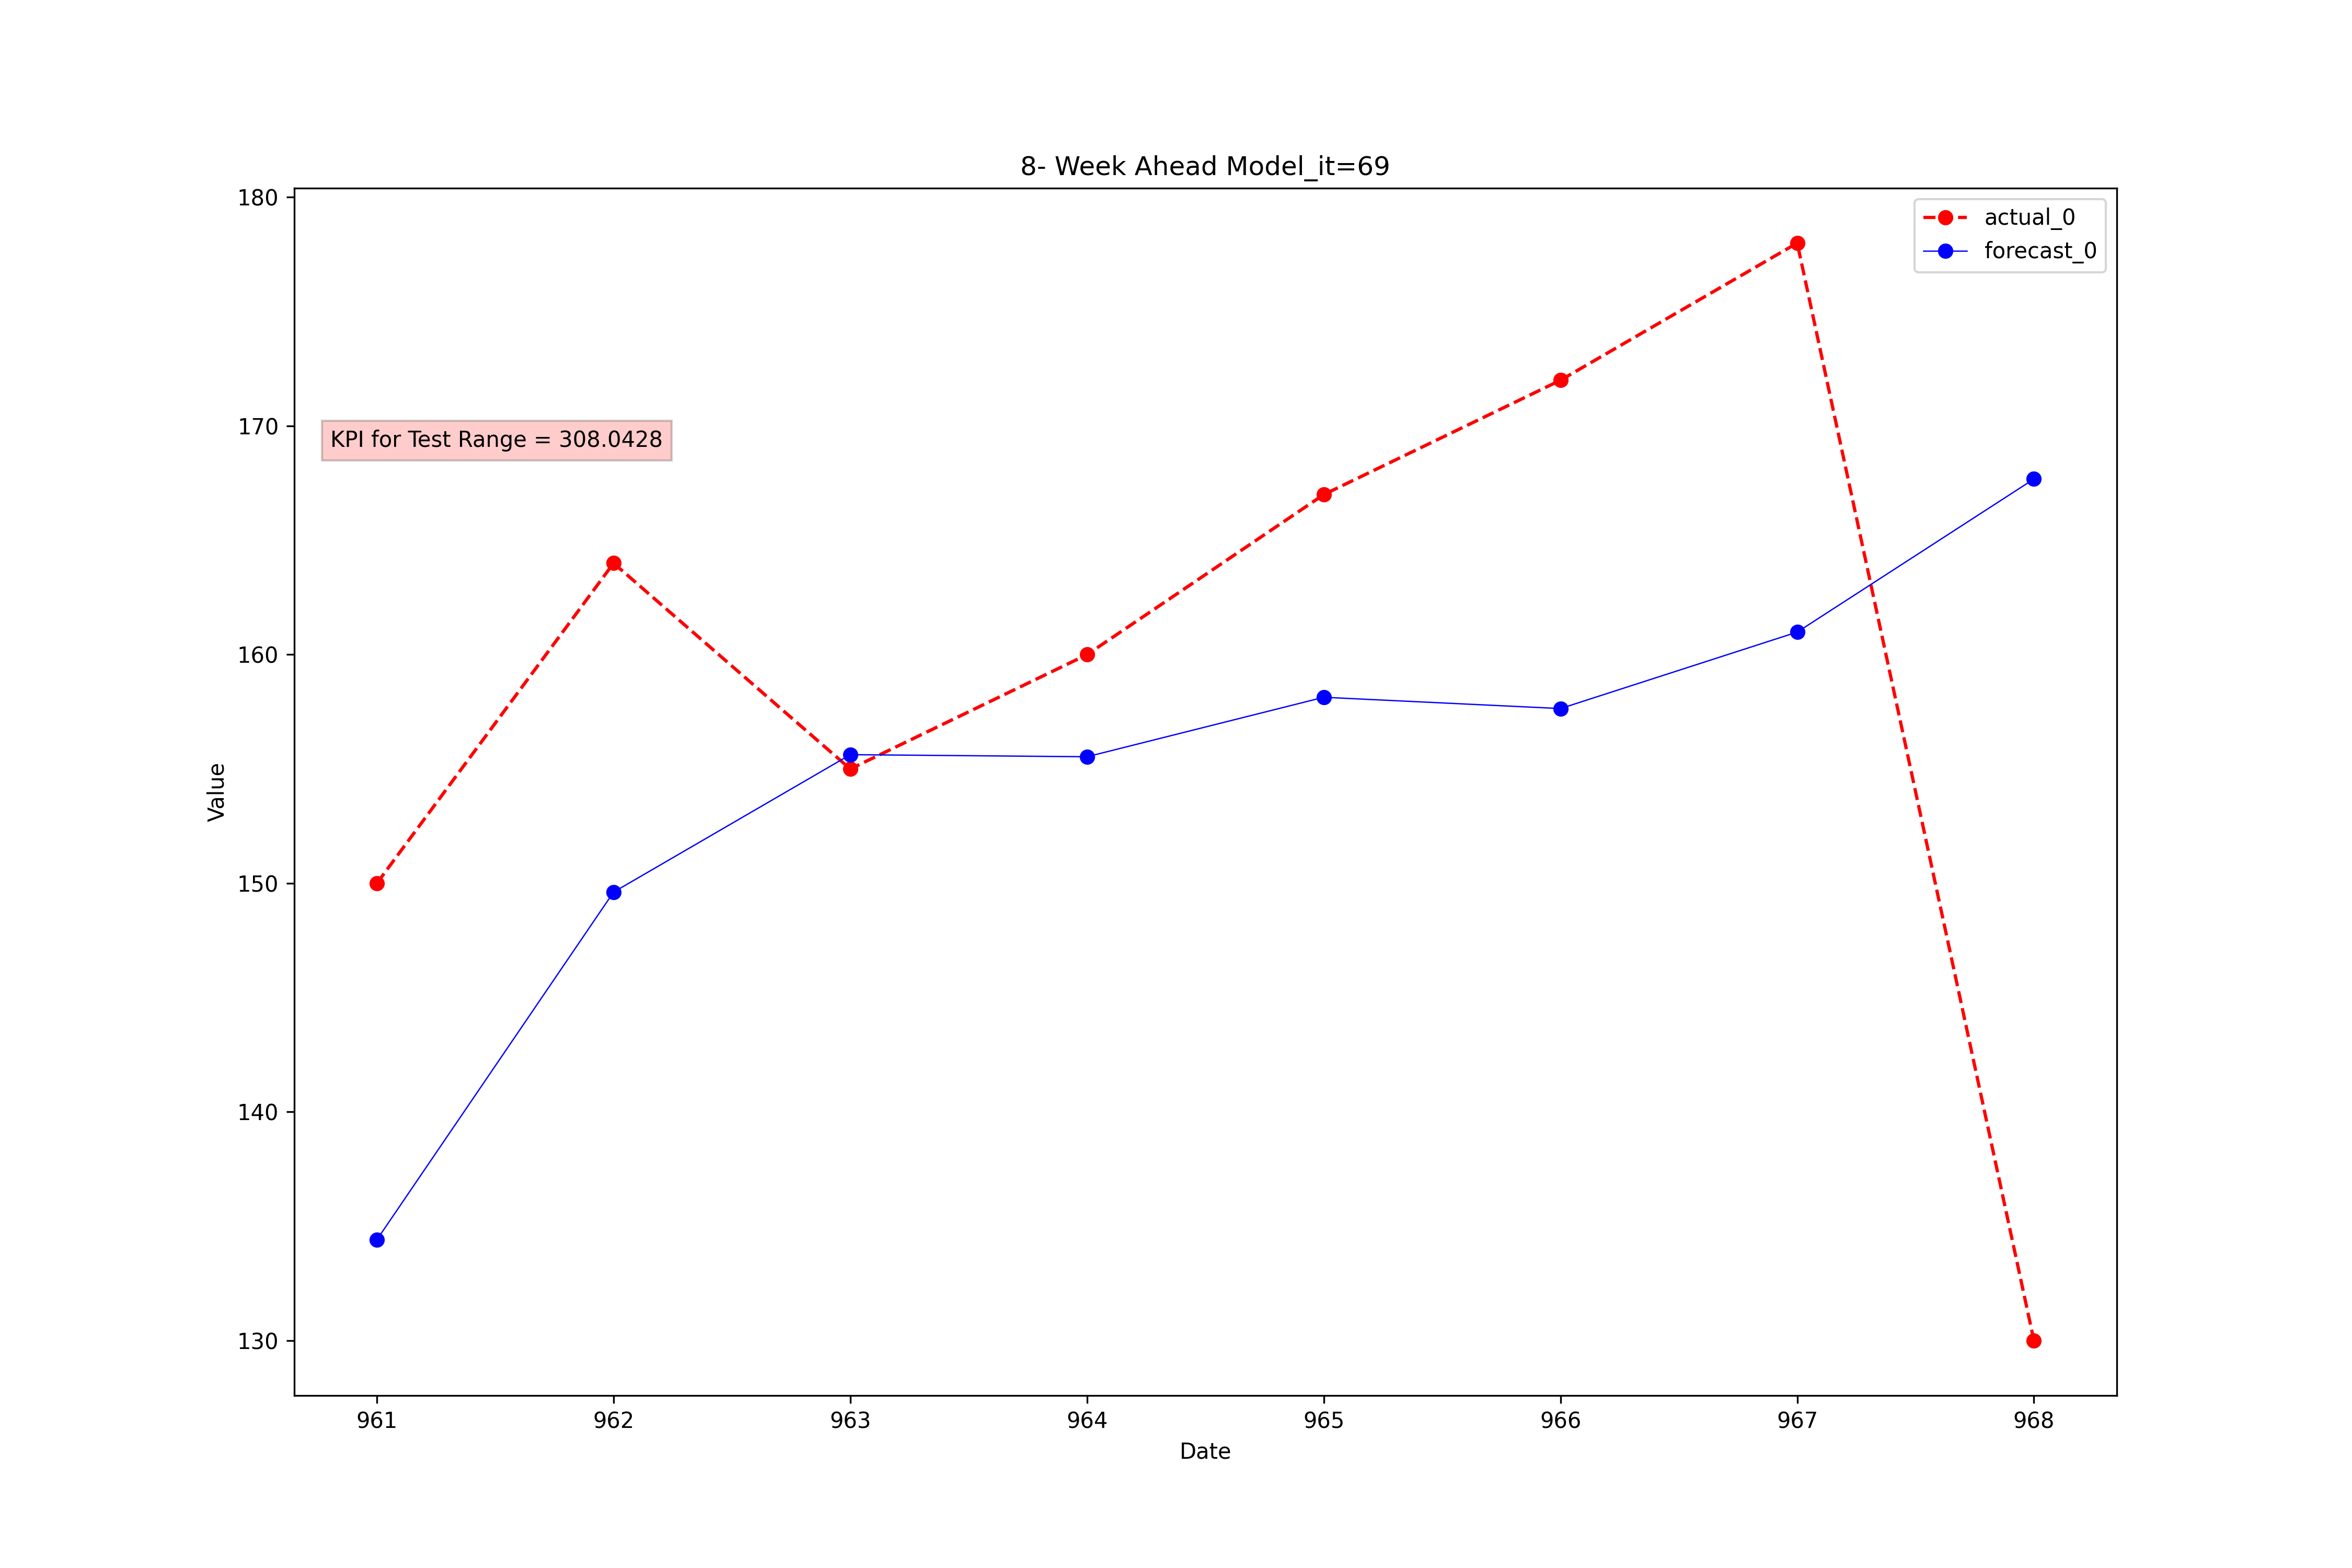 8- Week Ahead Model_it=69
actual_0
forecast_0
KPI for Test Range = 308.0428
180
170
160
150
140
130
Value
961 962 963 964 965 966 967 968
Date